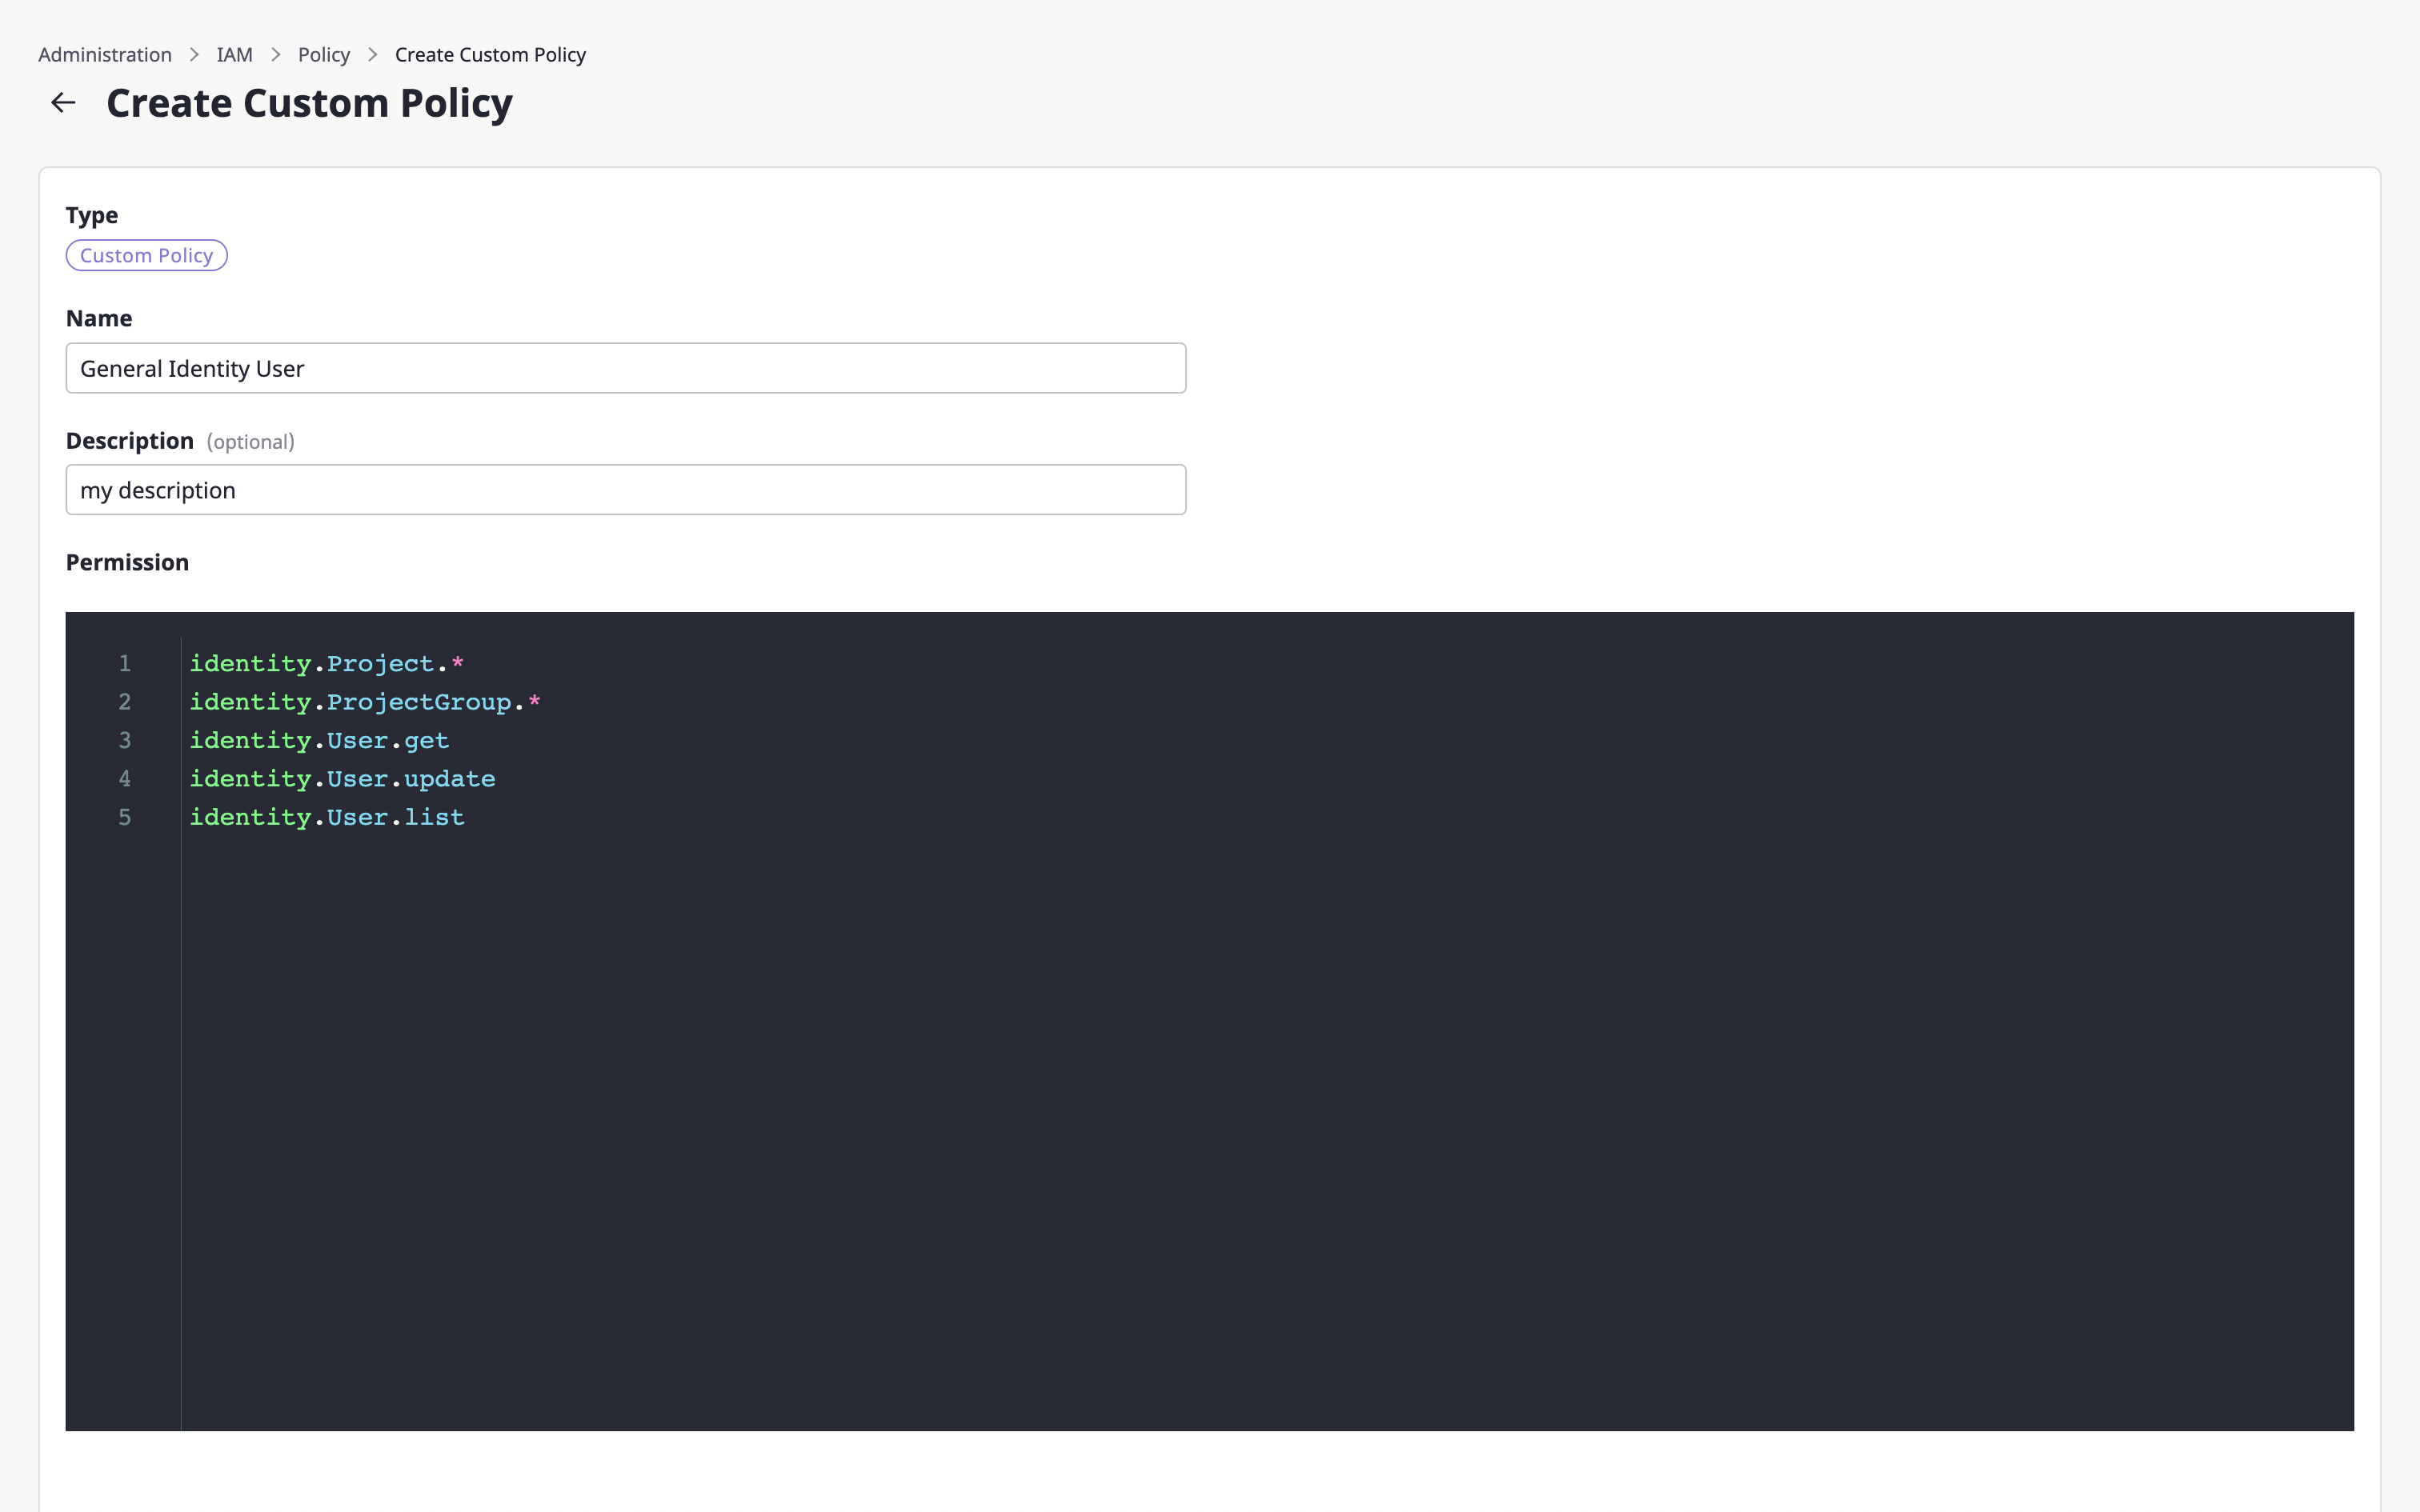 Administration > IAM > Policy > Create Custom Policy
← Create Custom Policy
Type
Custom Policy
Name
General Identity User
Description (optional)
my description
Permission
1 identity.Project.*
2 identity.ProjectGroup.*
3 identity.User.get
4 identity.User.update
5 identity.User.list